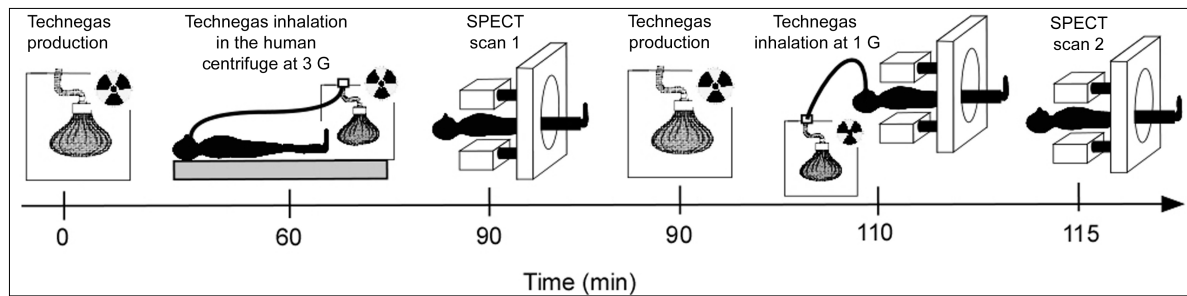 Technegas
production
Technegas inhalation
in the human
centrifuge at 3 G
SPECT
scan 1
Technegas
production
Technegas
inhalation at 1 G
SPECT
scan 2
0
60
90
90
110
115
Time (min)